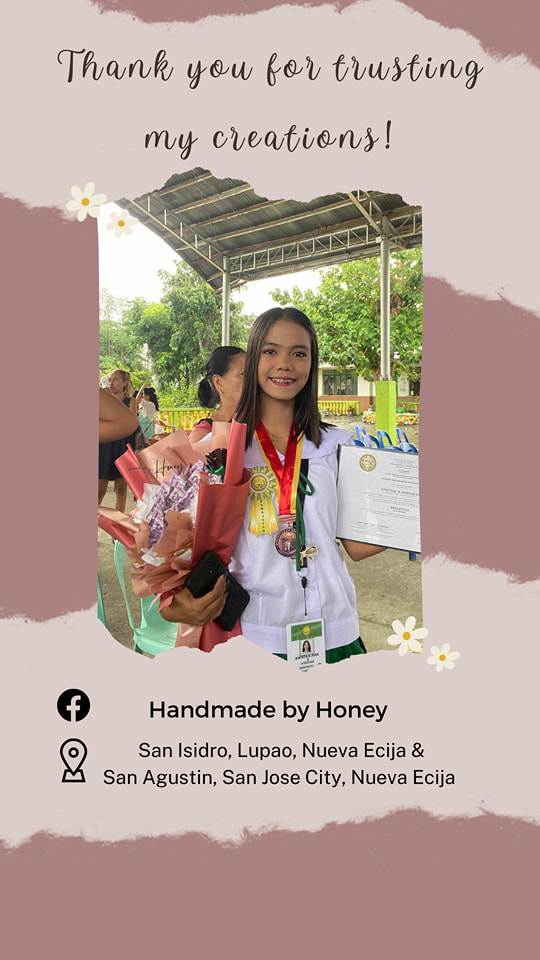 Thank you for trusting
my creations!
Honey
Handmade by Honey
San Isidro, Lupao, Nueva Ecija &
San Agustin, San Jose City, Nueva Ecija